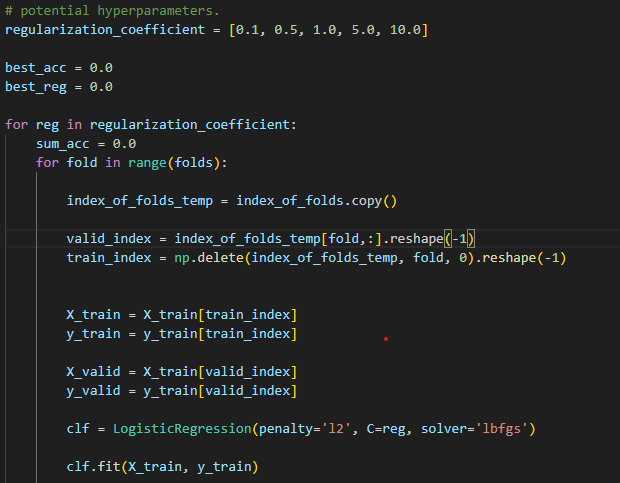 # potential hyperparameters.
regularization_coefficient = [0.1, 0.5, 1.0, 5.0, 10.0]
best_acc = 0.0
best_reg = 0.0
for reg in regularization_coefficient:
    sum_acc = 0.0
    for fold in range(folds):
        index_of_folds_temp = index_of_folds.copy()
        valid_index = index_of_folds_temp[fold,:].reshape(-1)
        train_index = np.delete(index_of_folds_temp, fold, 0).reshape(-1)
        X_train = X_train[train_index]
        y_train = y_train[train_index]
        X_valid = X_train[valid_index]
        y_valid = y_train[valid_index]
        clf = LogisticRegression(penalty='l2', C=reg, solver='lbfgs')
        clf.fit(X_train, y_train)